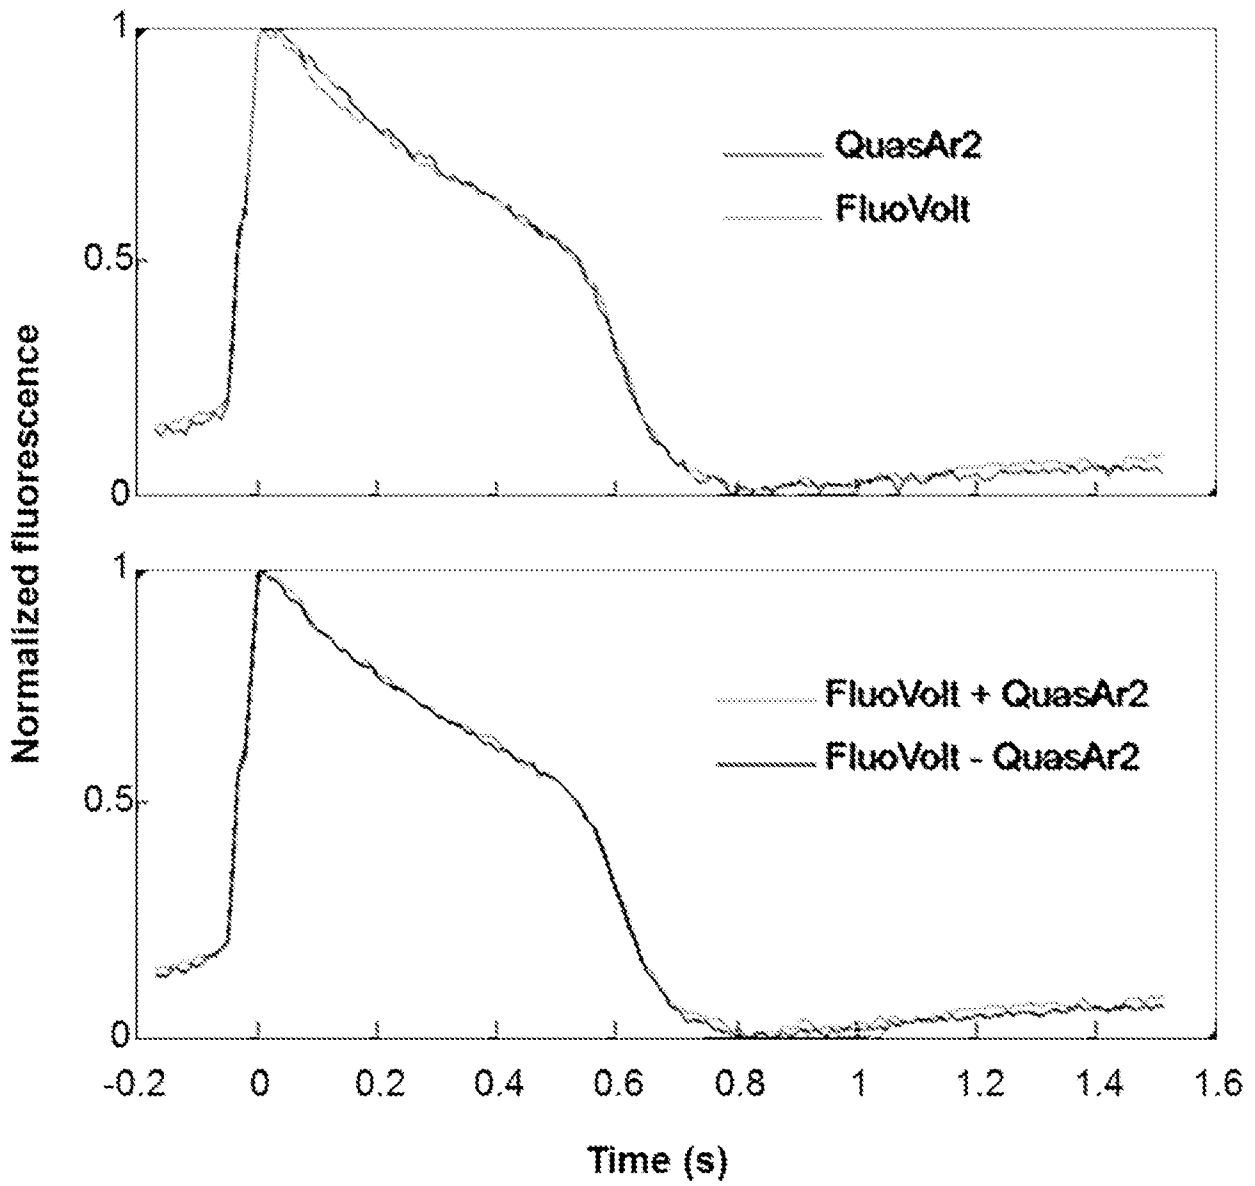 1
QuasAr2
FluoVolt
0.5
0
Normalized fluorescence
1
FluoVolt + QuasAr2
FluoVolt - QuasAr2
0.5
0
-0.2 0 0.2 0.4 0.6 0.8 1 1.2 1.4 1.6
Time (s)